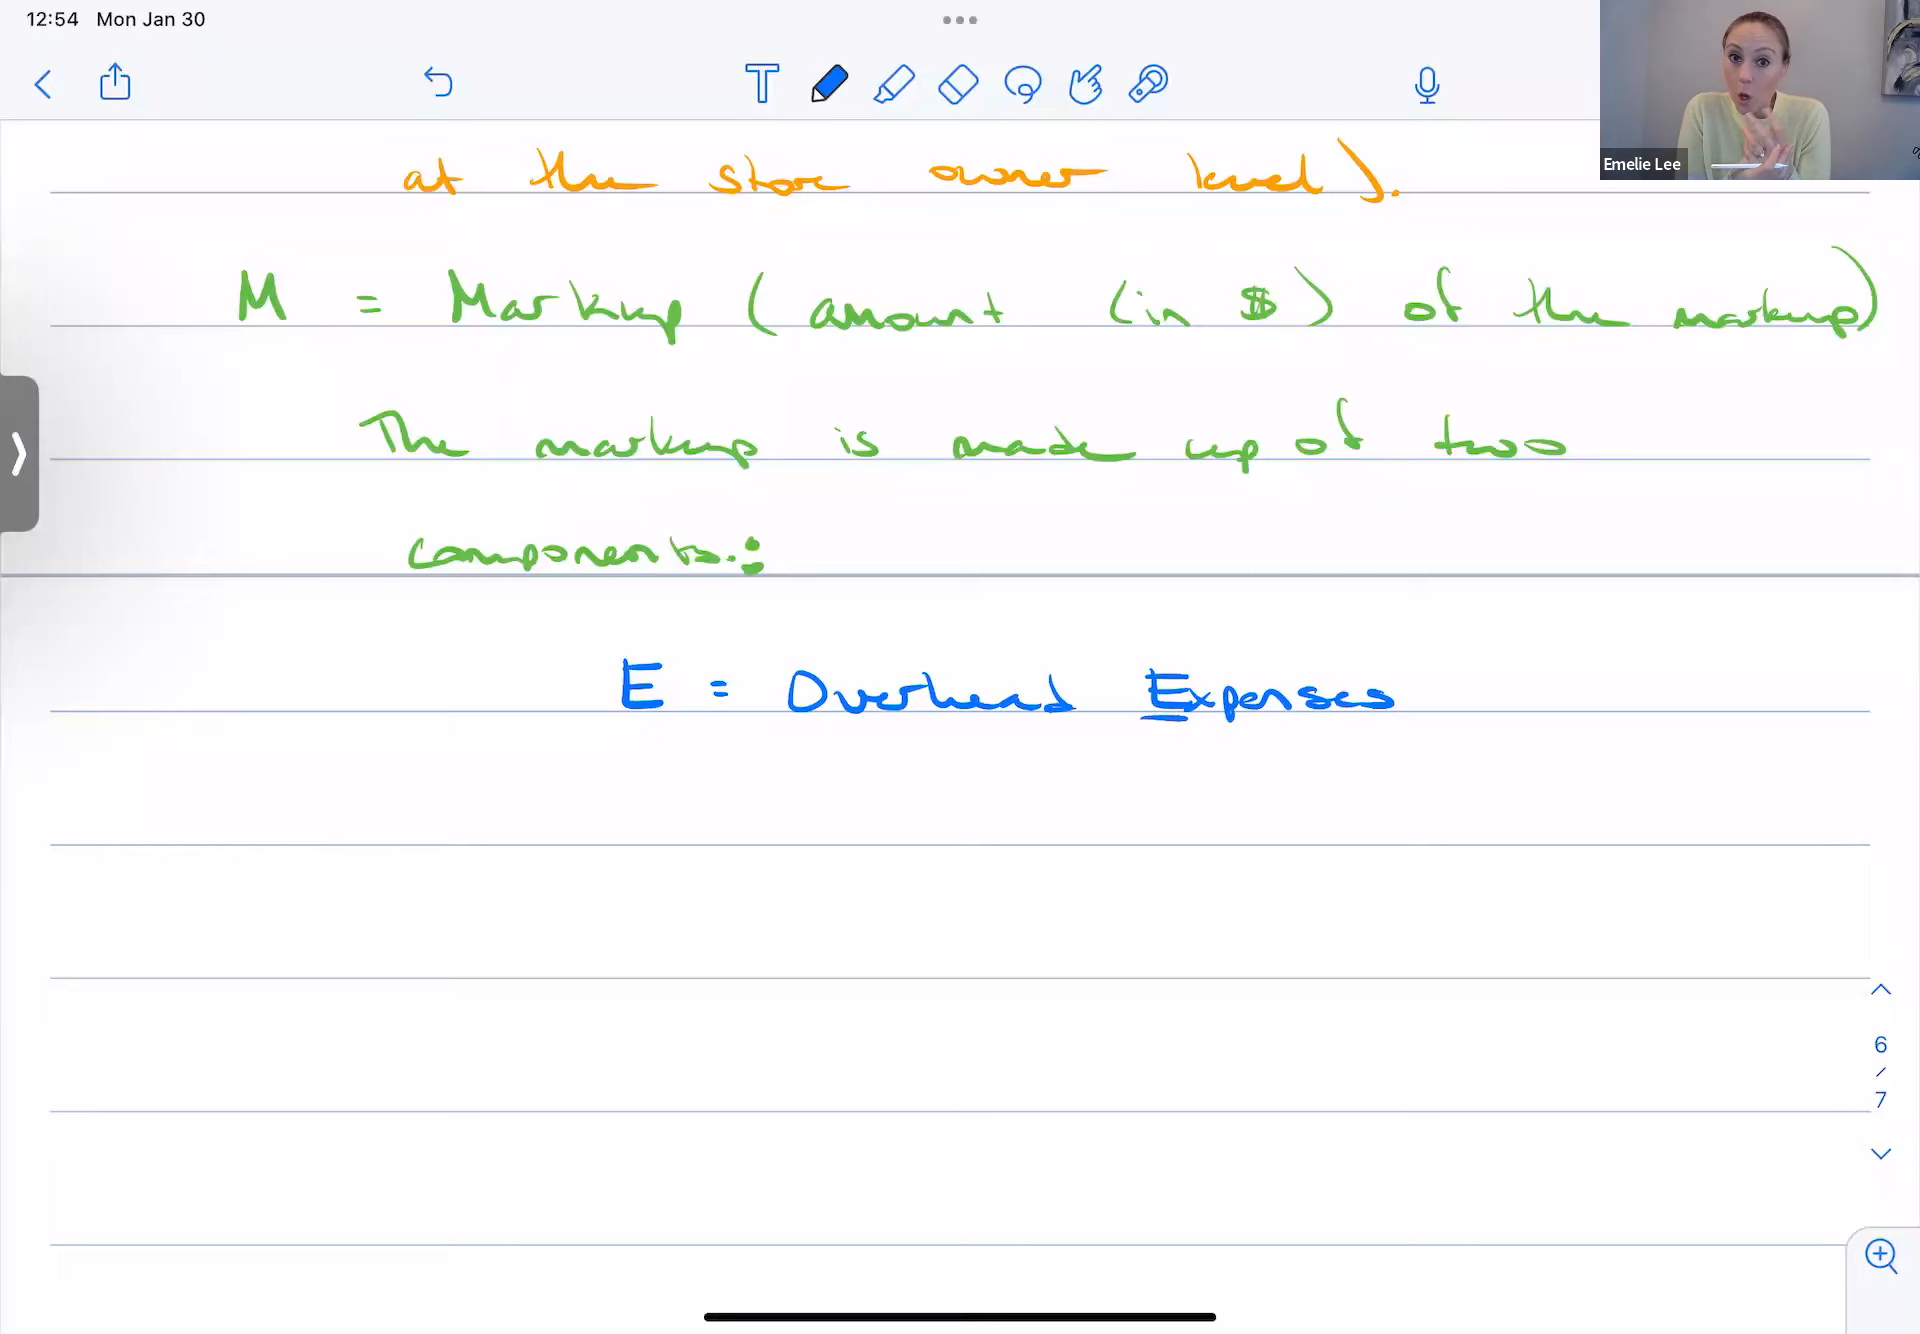 12:54 Mon Jan 30
Emelie Lee
at the store owner level).
M = Markup (amount (in $) of the markup)
The markup is made up of two
components:
E = Overhead Expenses
6
/
7